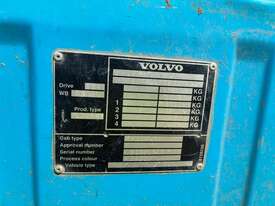 VOLVO
KG
Drive
WB KG
1 KG
Prod. type 2 KG
3 KG
4 KG
Cab type
Approval number
Serial number
Process colour
Valours type